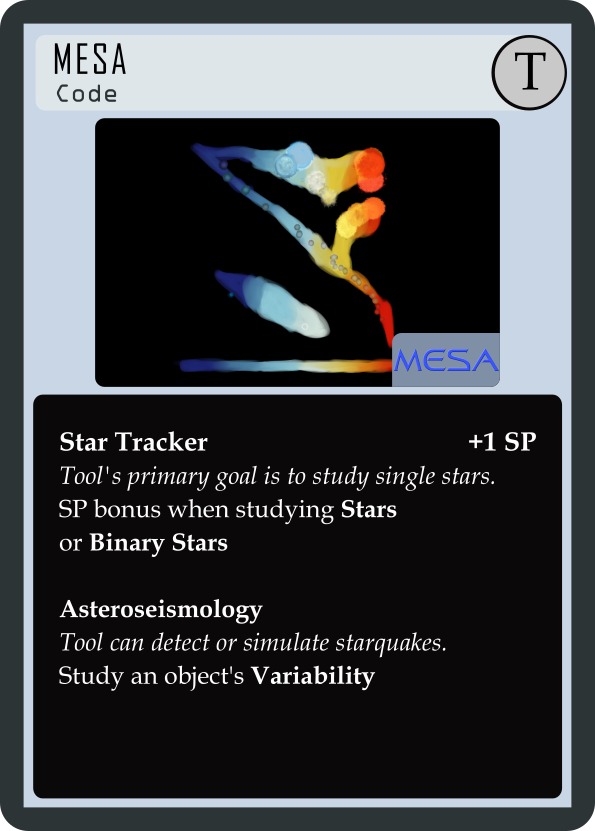 MESA
Code
T
MESA
Star Tracker +1 SP
Tool's primary goal is to study single stars.
SP bonus when studying Stars
or Binary Stars
Asteroseismology
Tool can detect or simulate starquakes.
Study an object's Variability